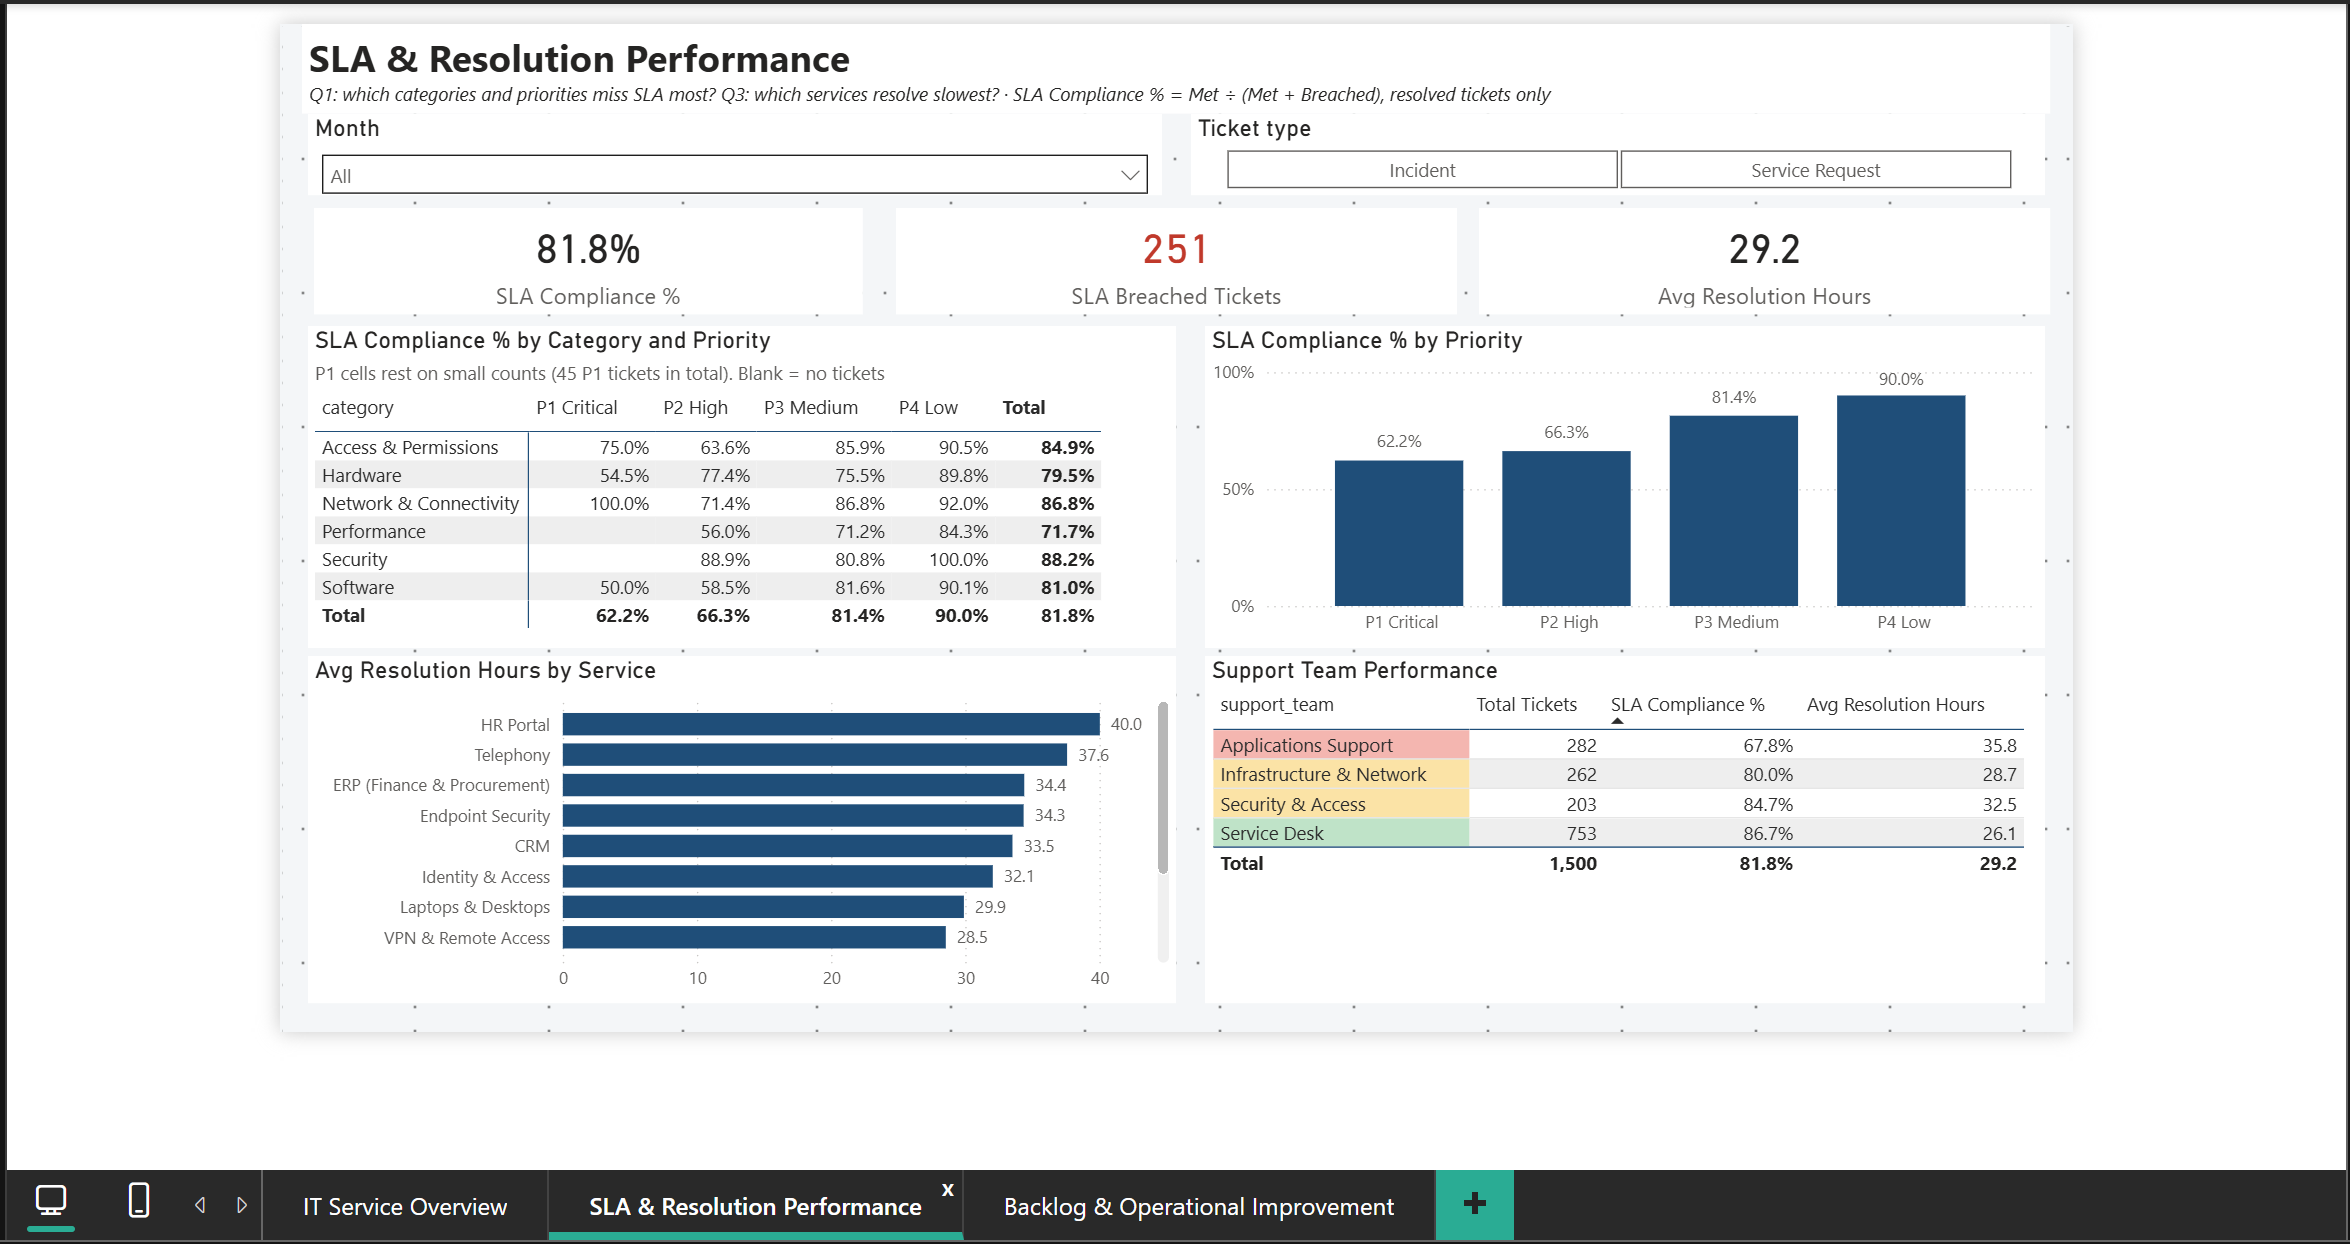 SLA & Resolution Performance
Q1: which categories and priorities miss SLA most? Q3: which services resolve slowest? · SLA Compliance % = Met ÷ (Met + Breached), resolved tickets only
Month
Ticket type
All
Incident
Service Request
81.8%
SLA Compliance %
251
SLA Breached Tickets
29.2
Avg Resolution Hours
SLA Compliance % by Category and Priority
P1 cells rest on small counts (45 P1 tickets in total). Blank = no tickets
category P1 Critical P2 High P3 Medium P4 Low Total
Access & Permissions 75.0% 63.6% 85.9% 90.5% 84.9%
Hardware 54.5% 77.4% 75.5% 89.8% 79.5%
Network & Connectivity 100.0% 71.4% 86.8% 92.0% 86.8%
Performance 56.0% 71.2% 84.3% 71.7%
Security 88.9% 80.8% 100.0% 88.2%
Software 50.0% 58.5% 81.6% 90.1% 81.0%
Total 62.2% 66.3% 81.4% 90.0% 81.8%
SLA Compliance % by Priority
100%
50%
0%
62.2%
66.3%
81.4%
90.0%
P1 Critical P2 High P3 Medium P4 Low
Avg Resolution Hours by Service
HR Portal 40.0
Telephony 37.6
ERP (Finance & Procurement) 34.4
Endpoint Security 34.3
CRM 33.5
Identity & Access 32.1
Laptops & Desktops 29.9
VPN & Remote Access 28.5
0 10 20 30 40
Support Team Performance
support_team Total Tickets SLA Compliance % Avg Resolution Hours
Applications Support 282 67.8% 35.8
Infrastructure & Network 262 80.0% 28.7
Security & Access 203 84.7% 32.5
Service Desk 753 86.7% 26.1
Total 1,500 81.8% 29.2
IT Service Overview
SLA & Resolution Performance
x
Backlog & Operational Improvement
+